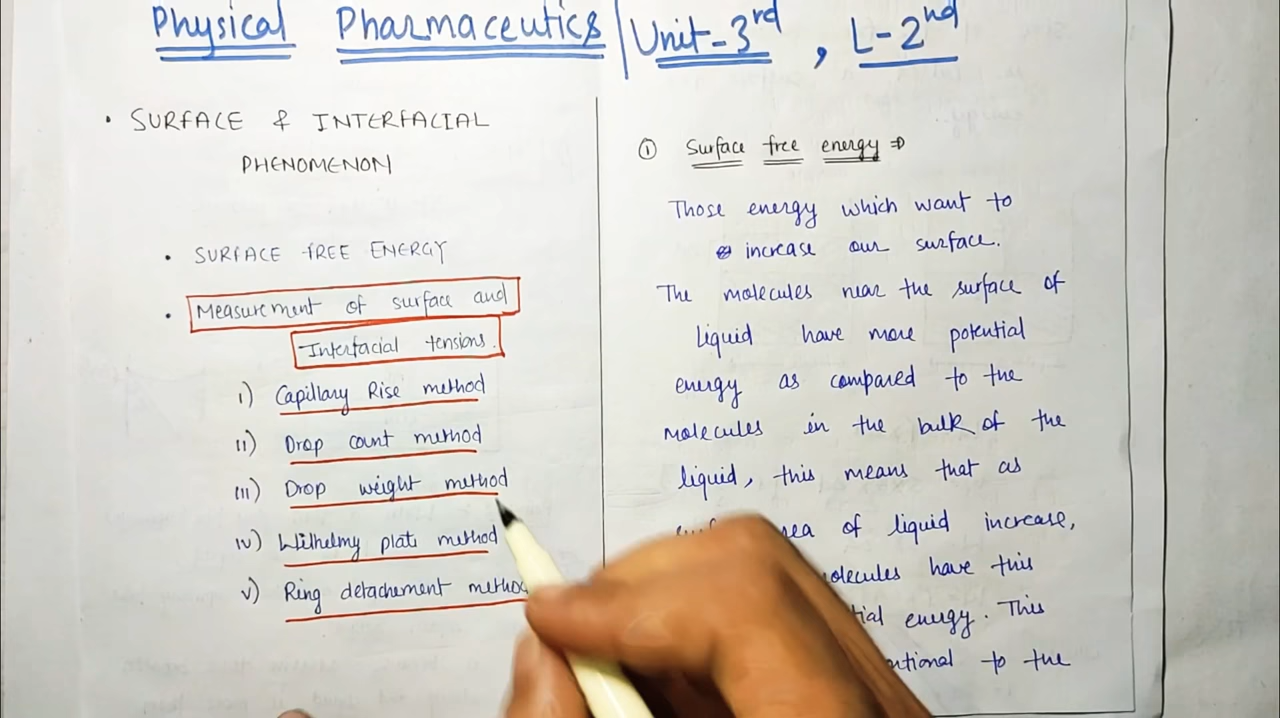 Physical Pharmaceutics / Unit-3rd, L-2nd
• SURFACE & INTERFACIAL
PHENOMENON
• SURFACE FREE ENERGY
• Measurement of surface and
Interfacial tensions.
i) Capillary Rise method
ii) Drop count method
iii) Drop weight method
iv) Wilhelmy plate method
v) Ring detachement method
① Surface free energy ⇒
Those energy which want to
increase our surface.
The molecules near the surface of
liquid have more potential
energy as compared to the
molecules in the bulk of the
liquid, this means that as
of liquid increase,
have this
energy. This
to the